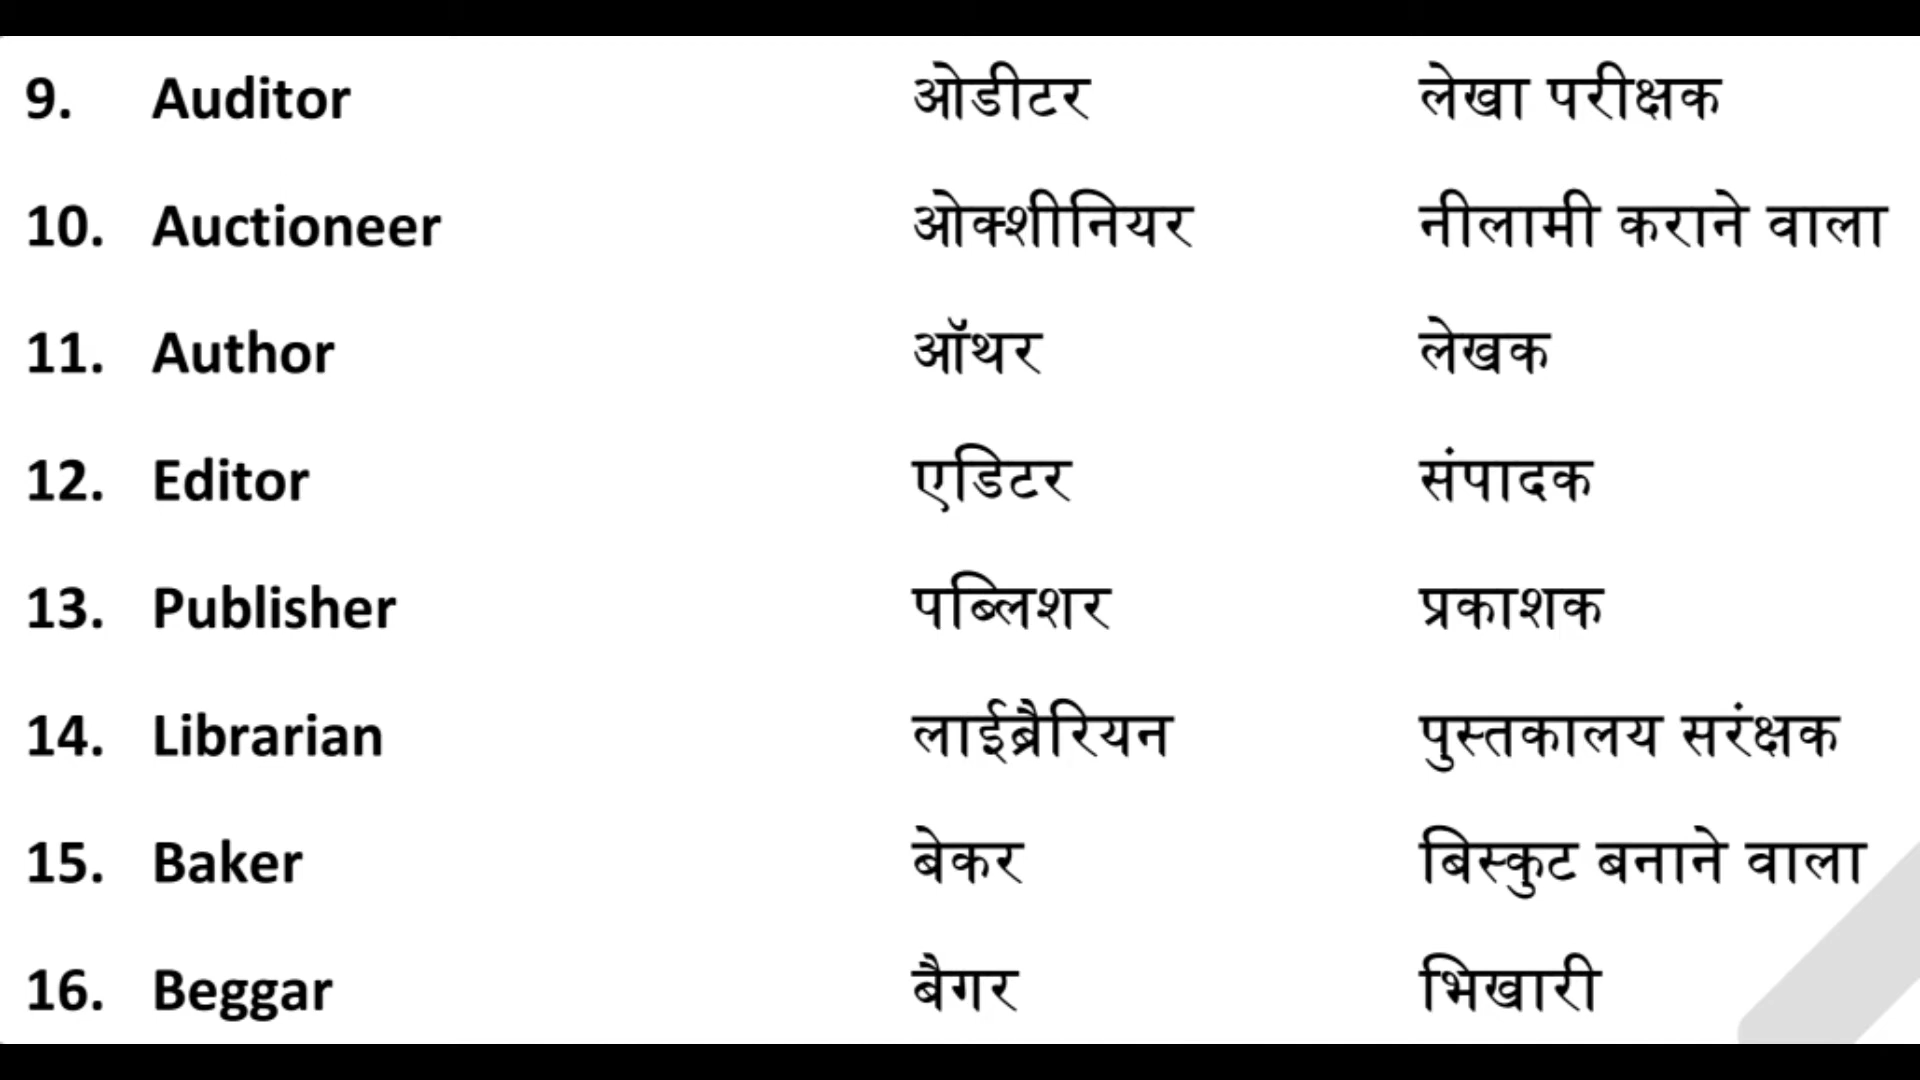 9. Auditor ओडीटर लेखा परीक्षक
10. Auctioneer ओक्शीनियर नीलामी कराने वाला
11. Author ऑथर लेखक
12. Editor एडिटर संपादक
13. Publisher पब्लिशर प्रकाशक
14. Librarian लाईब्रैरियन पुस्तकालय सरंक्षक
15. Baker बेकर बिस्कुट बनाने वाला
16. Beggar बैगर भिखारी